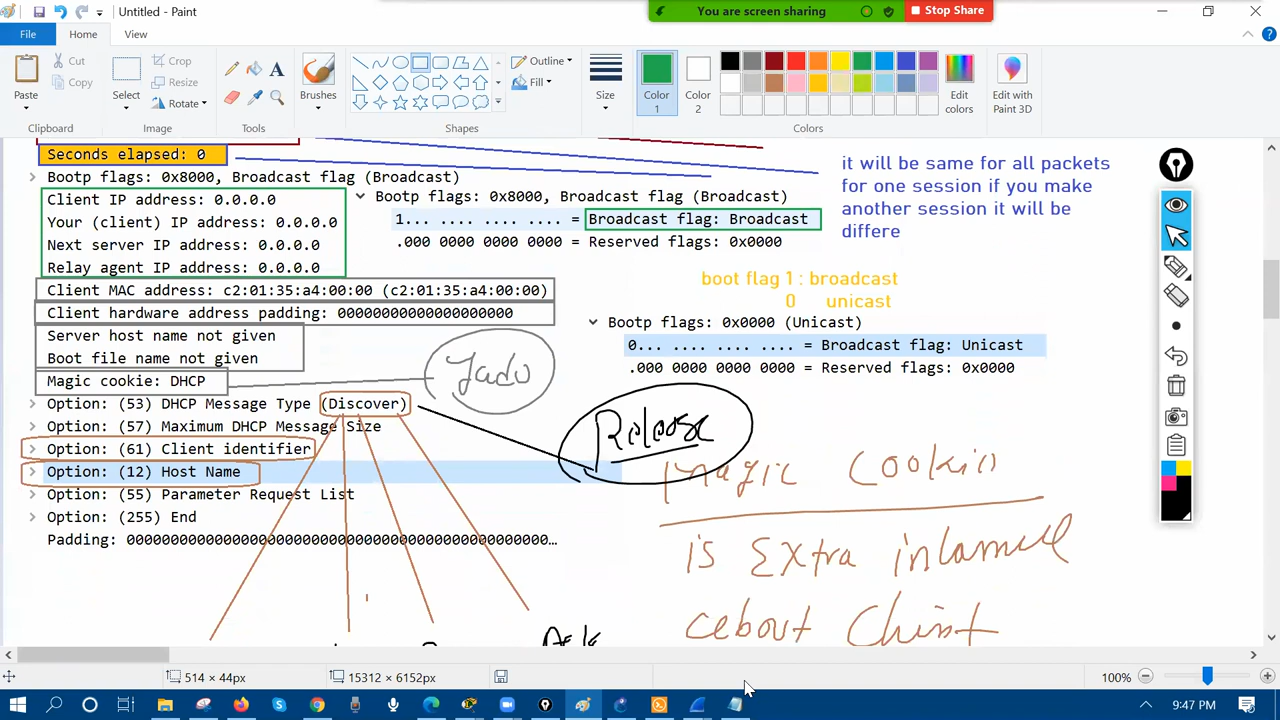 Untitled - Paint
You are screen sharing
Stop Share
File
Home
View
Paste
Cut
Copy
Clipboard
Select
Crop
Resize
Rotate
Image
Tools
Brushes
Outline
Fill
Shapes
Size
Color
1
Color
2
Edit
colors
Edit with
Paint 3D
Colors
Seconds elapsed: 0
Bootp flags: 0x8000, Broadcast flag (Broadcast)
Client IP address: 0.0.0.0
Your (client) IP address: 0.0.0.0
Next server IP address: 0.0.0.0
Relay agent IP address: 0.0.0.0
Client MAC address: c2:01:35:a4:00:00 (c2:01:35:a4:00:00)
Client hardware address padding: 00000000000000000000
Server host name not given
Boot file name not given
Magic cookie: DHCP
Option: (53) DHCP Message Type (Discover)
Option: (57) Maximum DHCP Message Size
Option: (61) Client identifier
Option: (12) Host Name
Option: (55) Parameter Request List
Option: (255) End
Padding: 000000000000000000000000000000000000000000000000…
Bootp flags: 0x8000, Broadcast flag (Broadcast)
1... .... .... .... = Broadcast flag: Broadcast
.000 0000 0000 0000 = Reserved flags: 0x0000
it will be same for all packets
for one session if you make
another session it will be
differe
boot flag 1 : broadcast
0 unicast
Bootp flags: 0x0000 (Unicast)
0... .... .... .... = Broadcast flag: Unicast
.000 0000 0000 0000 = Reserved flags: 0x0000
Release
magic Cookie
is Extra
514 × 44px
15312 × 6152px
100%
9:47 PM